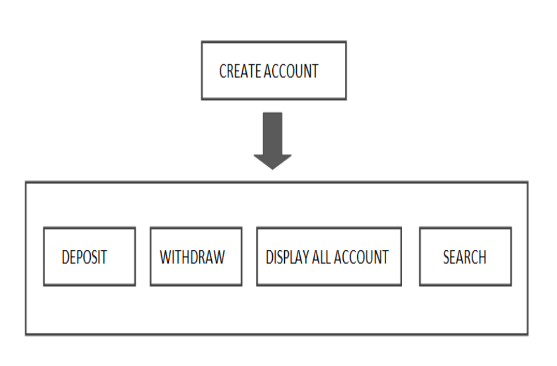 CREATE ACCOUNT
DEPOSIT
WITHDRAW
DISPLAY ALL ACCOUNT
SEARCH